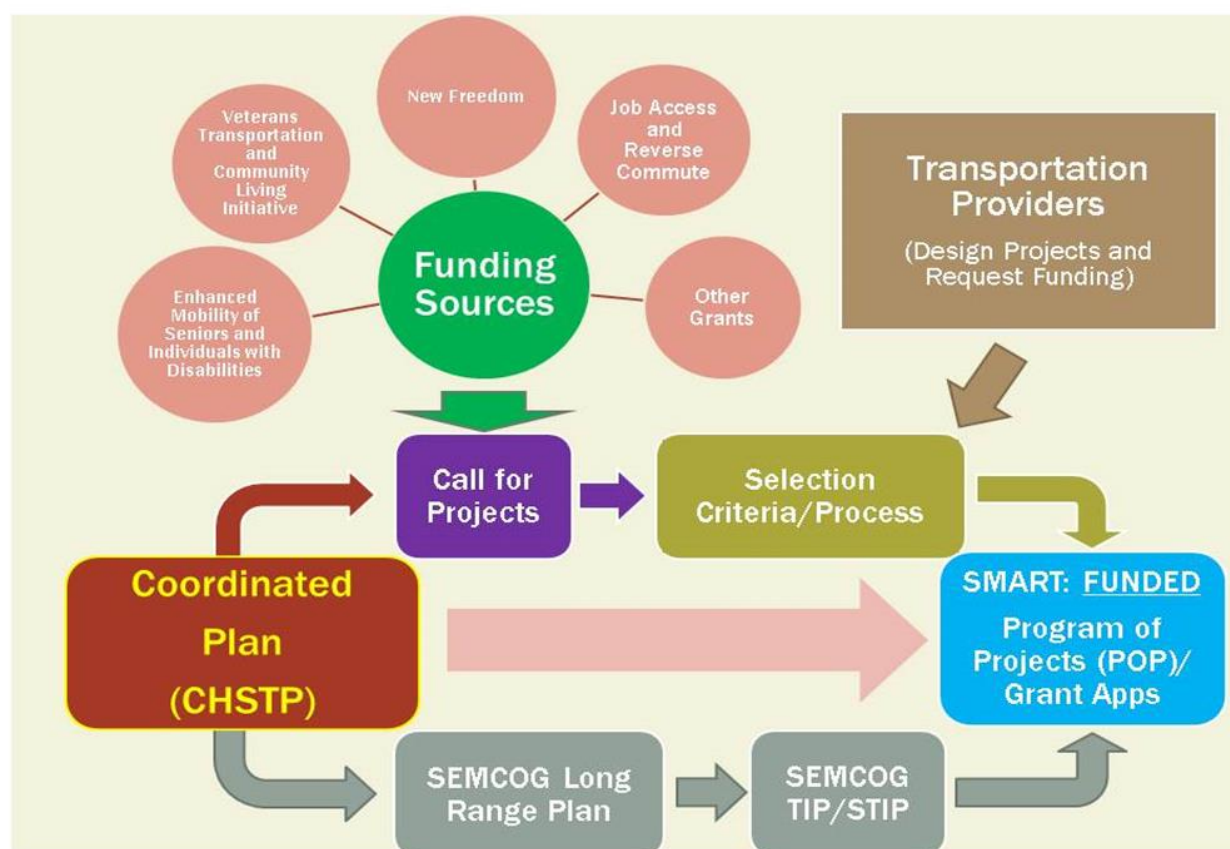 New Freedom
Veterans
Transportation
and
Community
Living
Initiative
Job Access
and
Reverse
Commute
Enhanced
Mobility of
Seniors and
Individuals with
Disabilities
Funding
Sources
Other
Grants
Transportation
Providers
(Design Projects and
Request Funding)
Call for
Projects
Selection
Criteria/Process
Coordinated
Plan
(CHSTP)
SMART: FUNDED
Program of
Projects (POP)/
Grant Apps
SEMCOG Long
Range Plan
SEMCOG
TIP/STIP